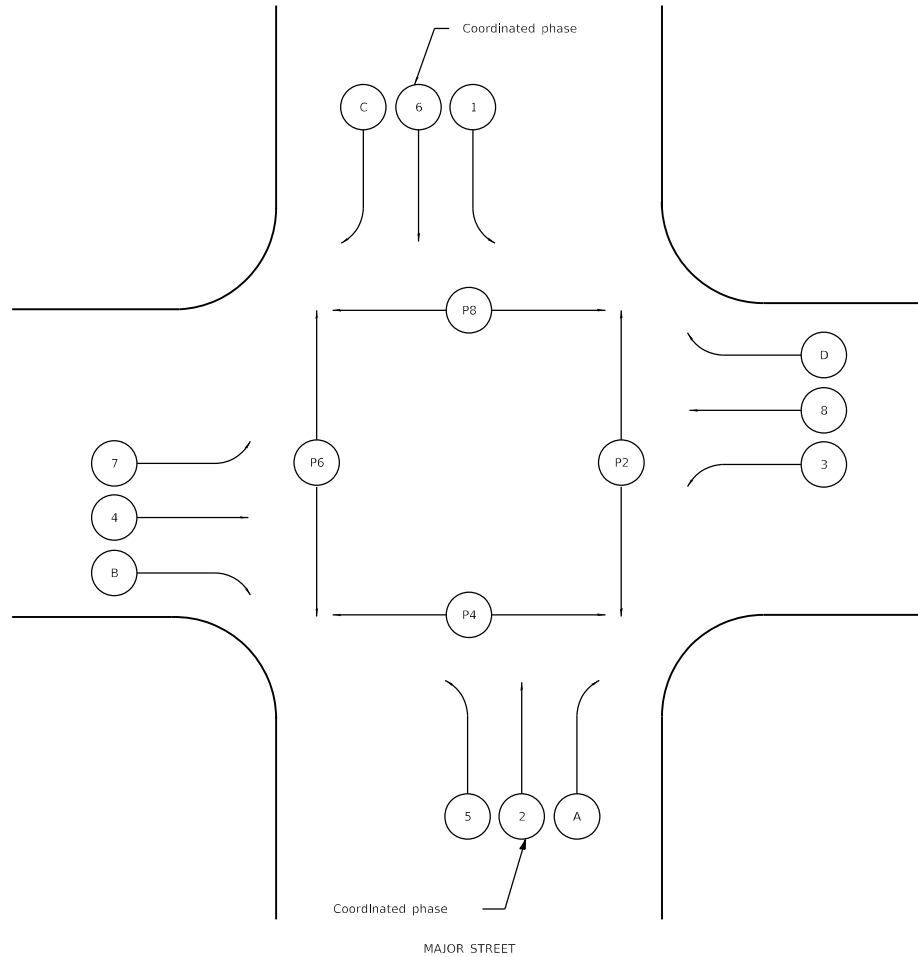 Coordinated phase
C 6 1
P8
D
8
7 P6 P2 3
4
B
P4
5 2 A
Coordinated phase
MAJOR STREET